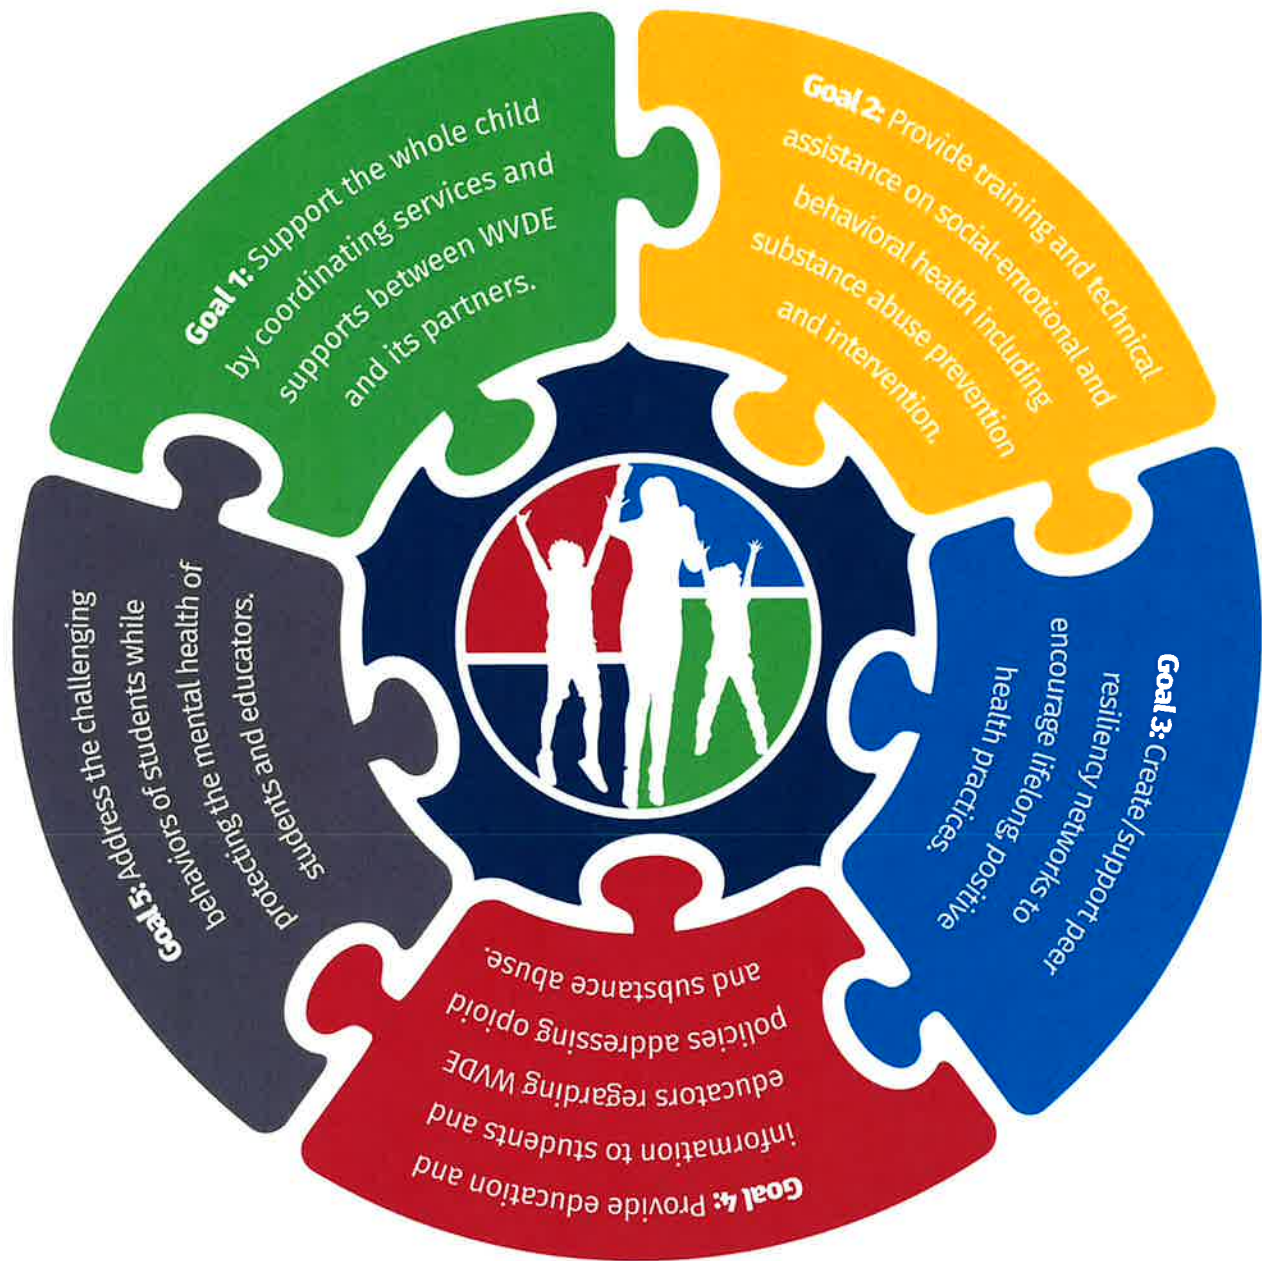 Goal 1: Support the whole child
by coordinating services and
supports between WVDE
and its partners.
Goal 2: Provide training and technical
assistance on social-emotional and
behavioral health including
substance abuse prevention
and intervention.
Goal 3: Create/support peer
resiliency networks to
encourage lifelong, positive
health practices.
Goal 4: Provide education and
information to students and
educators regarding WVDE
policies addressing opioid
and substance abuse.
Goal 5: Address the challenging
behaviors of students while
protecting the mental health of
students and educators.